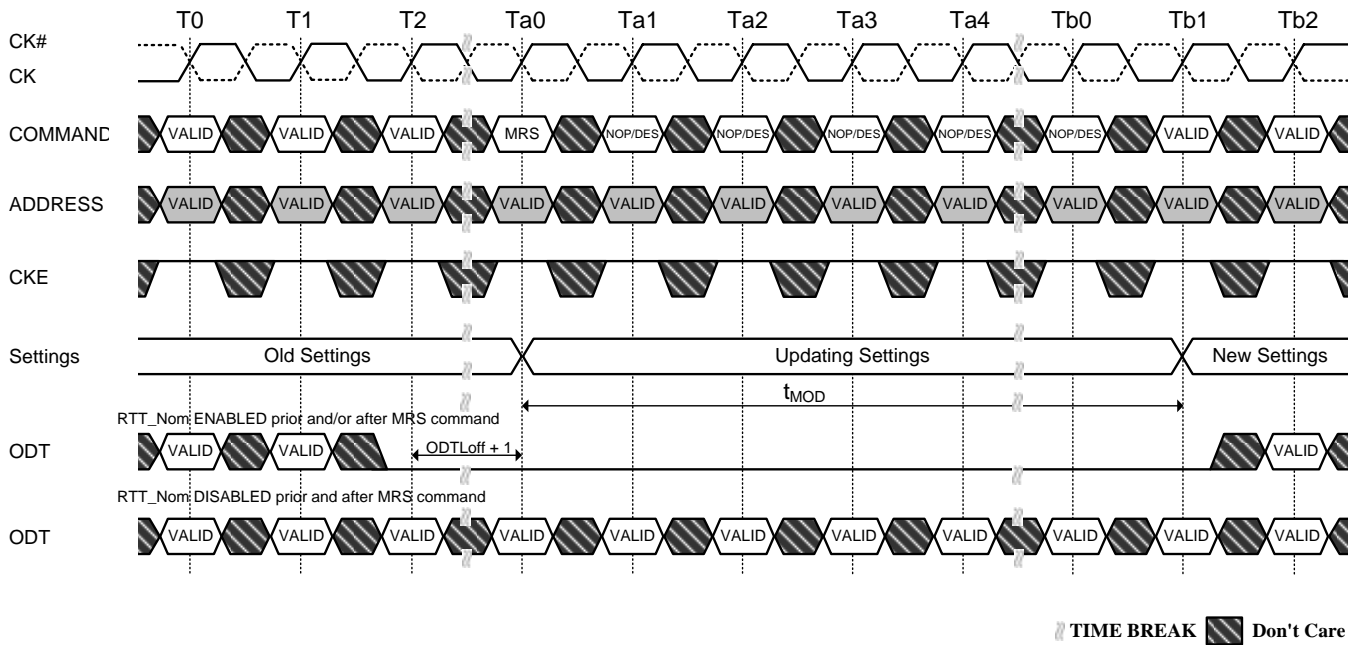 T0 T1 T2 Ta0 Ta1 Ta2 Ta3 Ta4 Tb0 Tb1 Tb2
CK#
CK
COMMAND VALID VALID VALID MRS NOP/DES NOP/DES NOP/DES NOP/DES NOP/DES VALID VALID
ADDRESS VALID VALID VALID VALID VALID VALID VALID VALID VALID VALID VALID
CKE
Settings Old Settings Updating Settings New Settings
tMOD
RTT_Nom ENABLED prior and/or after MRS command
ODT VALID VALID ODTLoff + 1 VALID
RTT_Nom DISABLED prior and after MRS command
ODT VALID VALID VALID VALID VALID VALID VALID VALID VALID VALID VALID
TIME BREAK Don't Care